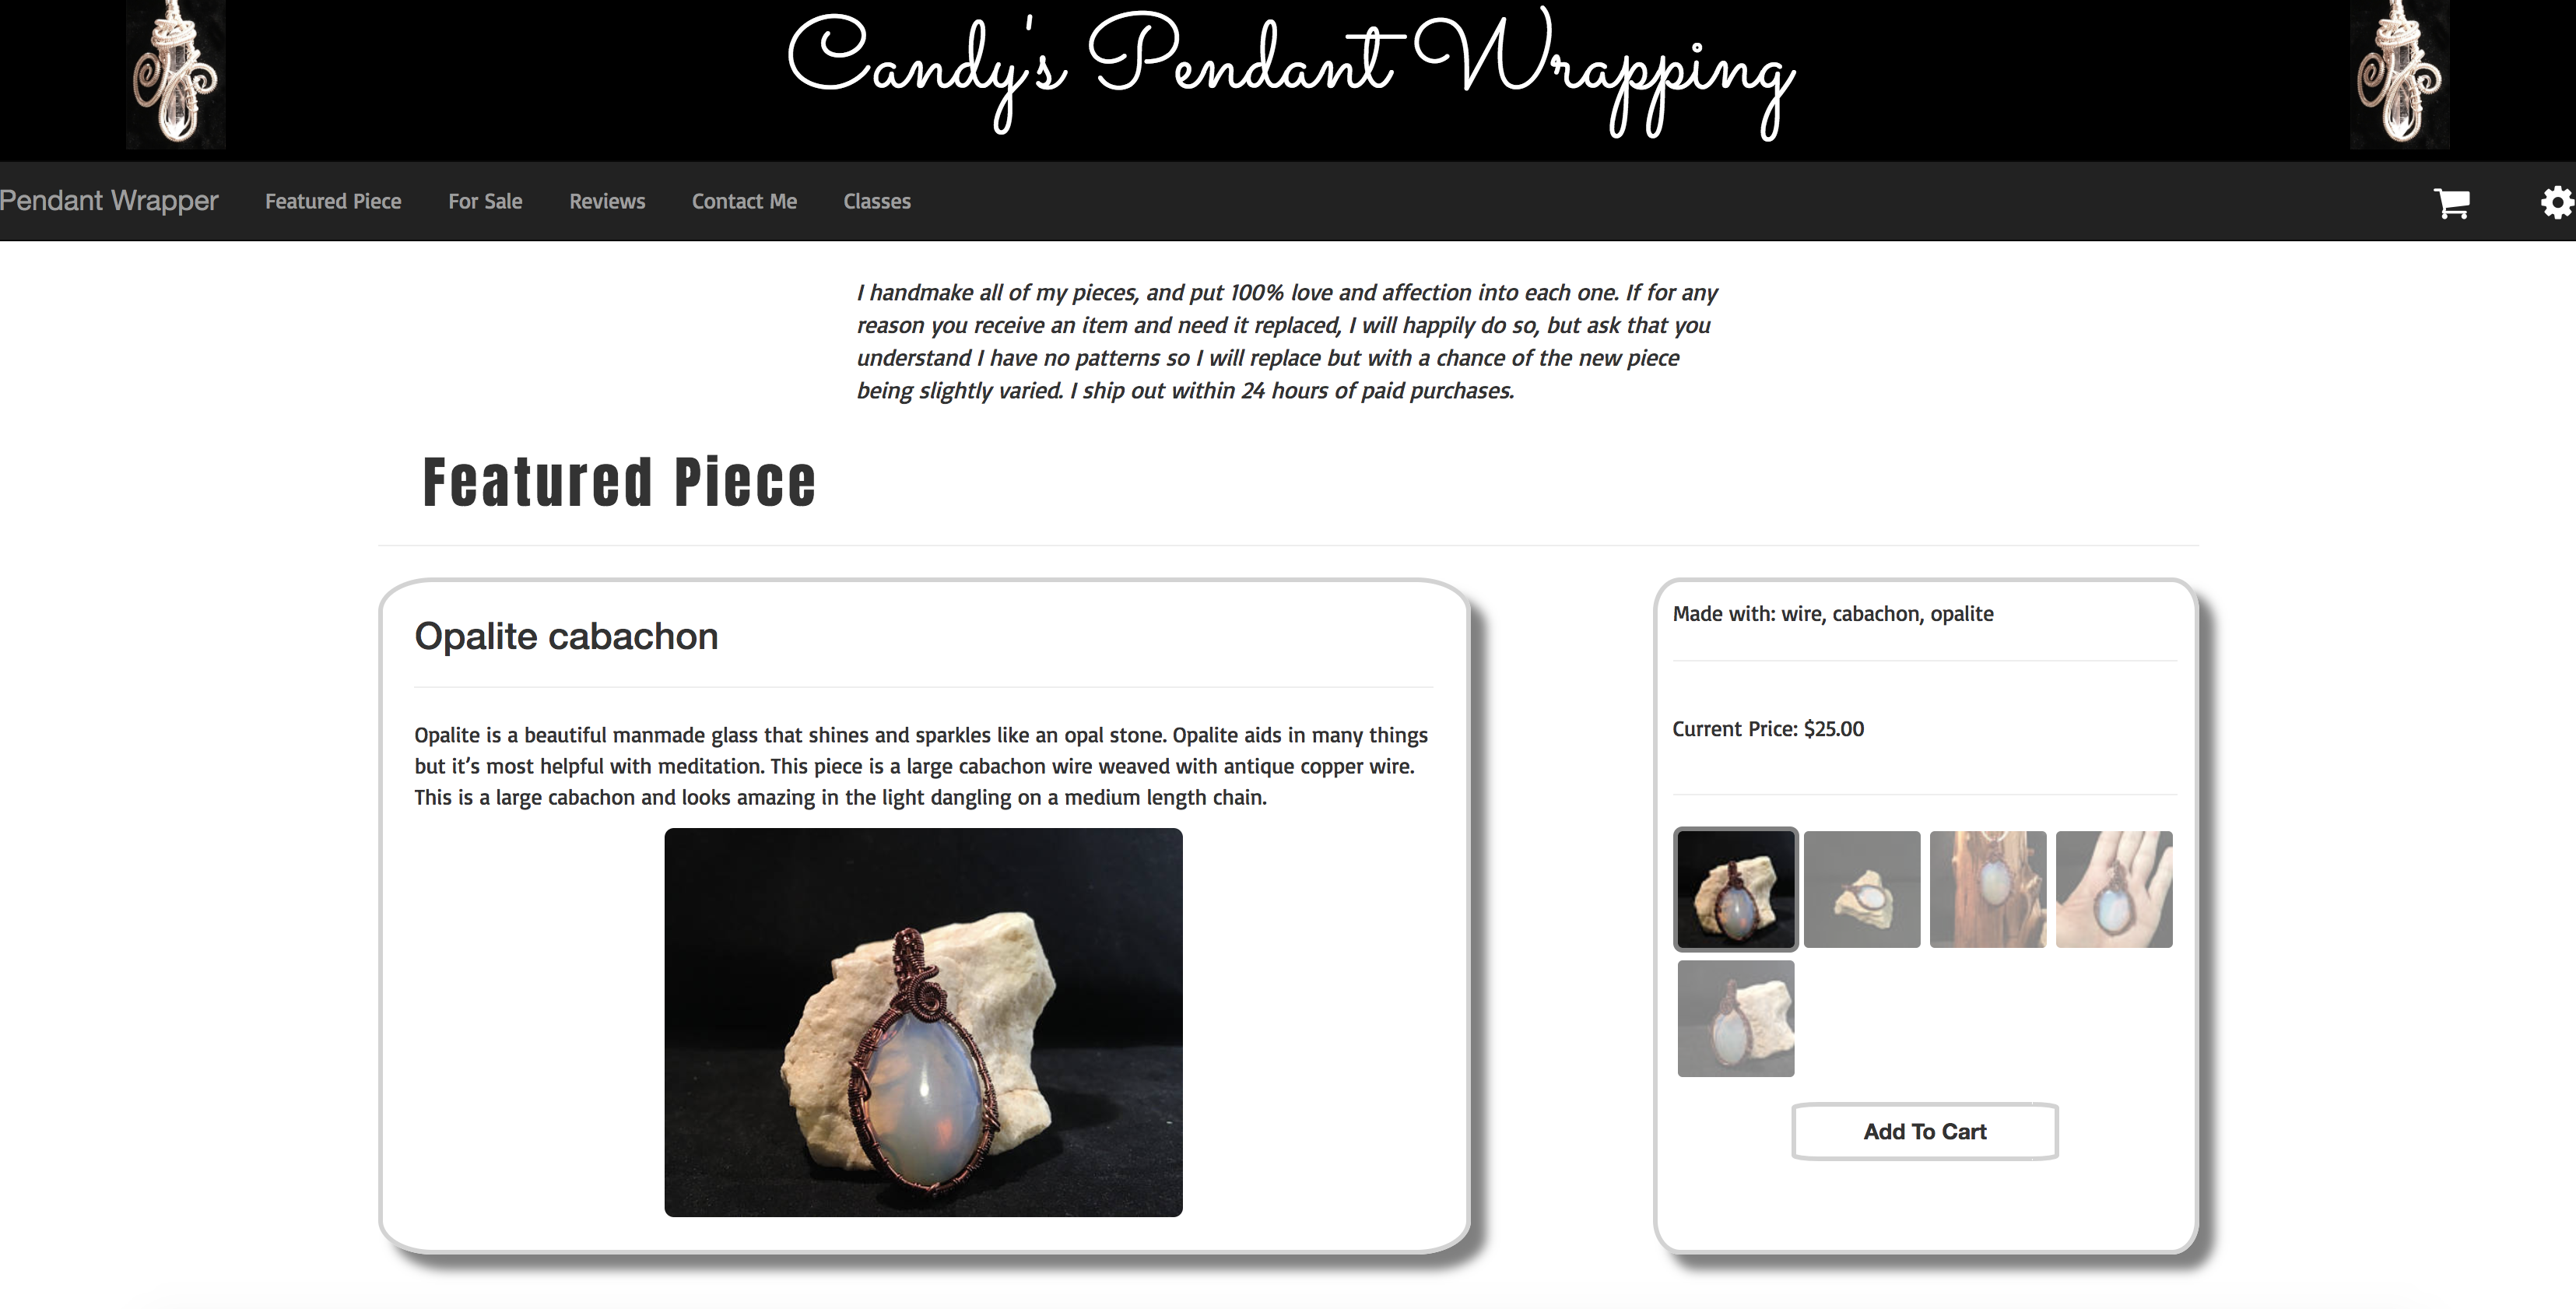 Candy's Pendant Wrapping
Pendant Wrapper Featured Piece For Sale Reviews Contact Me Classes
I handmake all of my pieces, and put 100% love and affection into each one. If for any
reason you receive an item and need it replaced, I will happily do so, but ask that you
understand I have no patterns so I will replace but with a chance of the new piece
being slightly varied. I ship out within 24 hours of paid purchases.
Featured Piece
Opalite cabachon
Opalite is a beautiful manmade glass that shines and sparkles like an opal stone. Opalite aids in many things
but it’s most helpful with meditation. This piece is a large cabachon wire weaved with antique copper wire.
This is a large cabachon and looks amazing in the light dangling on a medium length chain.
Made with: wire, cabachon, opalite
Current Price: $25.00
Add To Cart